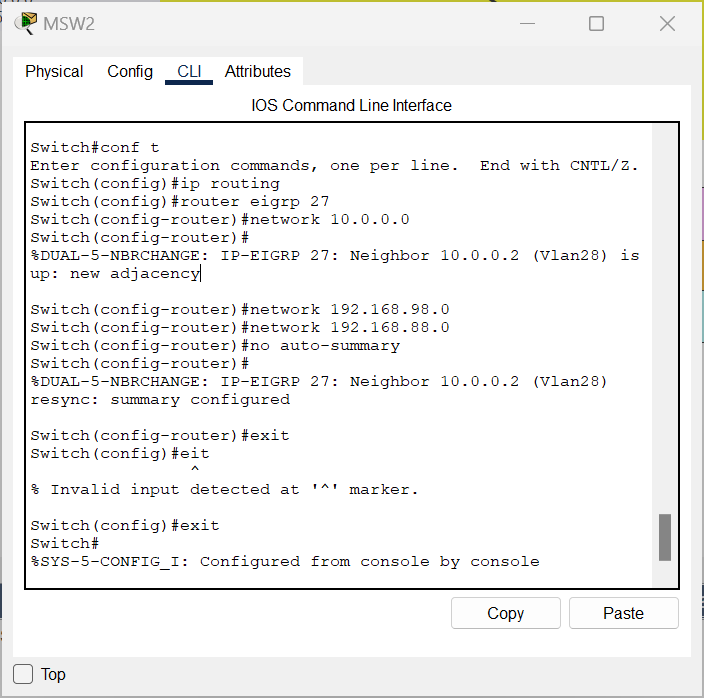 MSW2
Physical Config CLI Attributes
IOS Command Line Interface
Switch#conf t
Enter configuration commands, one per line.  End with CNTL/Z.
Switch(config)#ip routing
Switch(config)#router eigrp 27
Switch(config-router)#network 10.0.0.0
Switch(config-router)#
%DUAL-5-NBRCHANGE: IP-EIGRP 27: Neighbor 10.0.0.2 (Vlan28) is
up: new adjacency
Switch(config-router)#network 192.168.98.0
Switch(config-router)#network 192.168.88.0
Switch(config-router)#no auto-summary
Switch(config-router)#
%DUAL-5-NBRCHANGE: IP-EIGRP 27: Neighbor 10.0.0.2 (Vlan28)
resync: summary configured
Switch(config-router)#exit
Switch(config)#eit
^
% Invalid input detected at '^' marker.
Switch(config)#exit
Switch#
%SYS-5-CONFIG_I: Configured from console by console
Copy Paste
Top